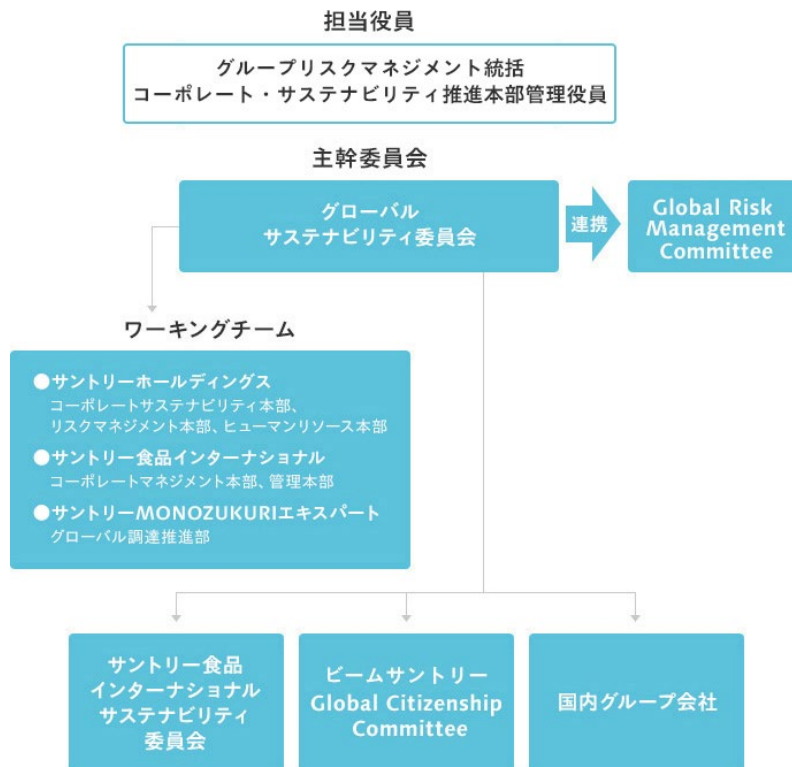 担当役員
グループリスクマネジメント統括
コーポレート・サステナビリティ推進本部管理役員
主幹委員会
グローバル
サステナビリティ委員会
連携
Global Risk
Management
Committee
ワーキングチーム
●サントリーホールディングス
コーポレートサステナビリティ本部、
リスクマネジメント本部、ヒューマンリソース本部
●サントリー食品インターナショナル
コーポレートマネジメント本部、管理本部
●サントリーMONOZUKURIエキスパート
グローバル調達推進部
サントリー食品
インターナショナル
サステナビリティ
委員会
ビームサントリー
Global Citizenship
Committee
国内グループ会社